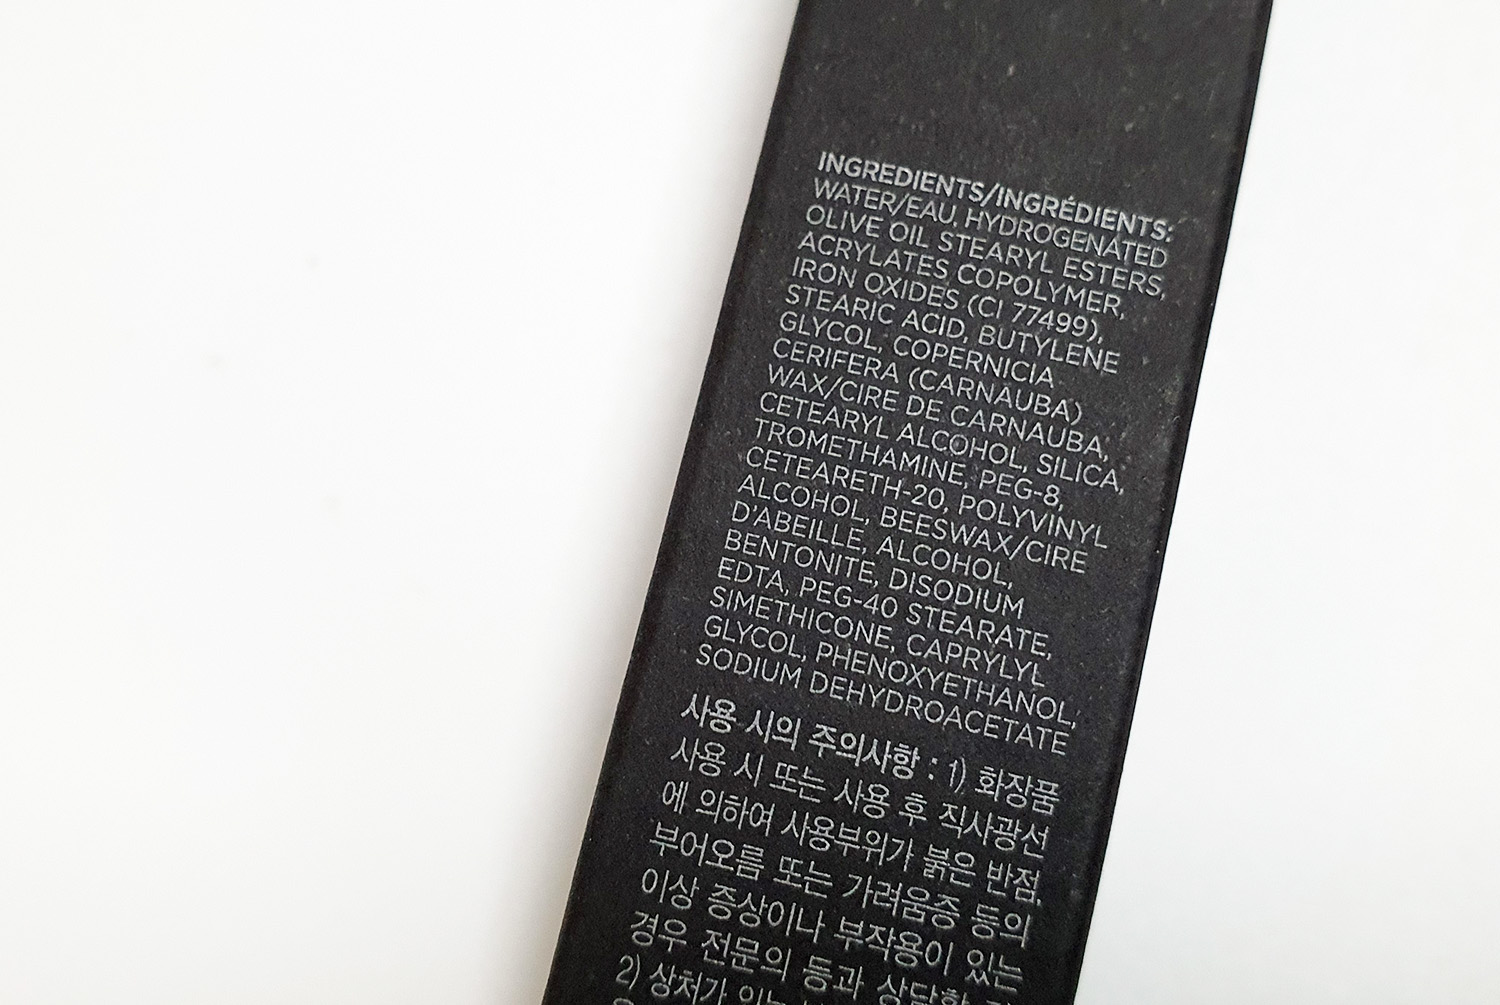 INGREDIENTS/INGRÉDIENTS:
WATER/EAU, HYDROGENATED
OLIVE OIL STEARYL ESTERS,
ACRYLATES COPOLYMER,
IRON OXIDES (CI 77499),
STEARIC ACID, BUTYLENE
GLYCOL, COPERNICIA
CERIFERA (CARNAUBA)
WAX/CIRE DE CARNAUBA,
CETEARYL ALCOHOL, SILICA,
TROMETHAMINE, PEG-8,
CETEARETH-20, POLYVINYL
ALCOHOL, BEESWAX/CIRE
D'ABEILLE, ALCOHOL,
BENTONITE, DISODIUM
EDTA, PEG-40 STEARATE,
SIMETHICONE, CAPRYLYL
GLYCOL, PHENOXYETHANOL,
SODIUM DEHYDROACETATE
사용 시의 주의사항 : 1) 화장품
사용 시 또는 사용 후 직사광선
에 의하여 사용부위가 붉은 반점,
부어오름 또는 가려움증 등의
이상 증상이나 부작용이 있는
경우 전문의 등과 상담할
2) 상처가 있는